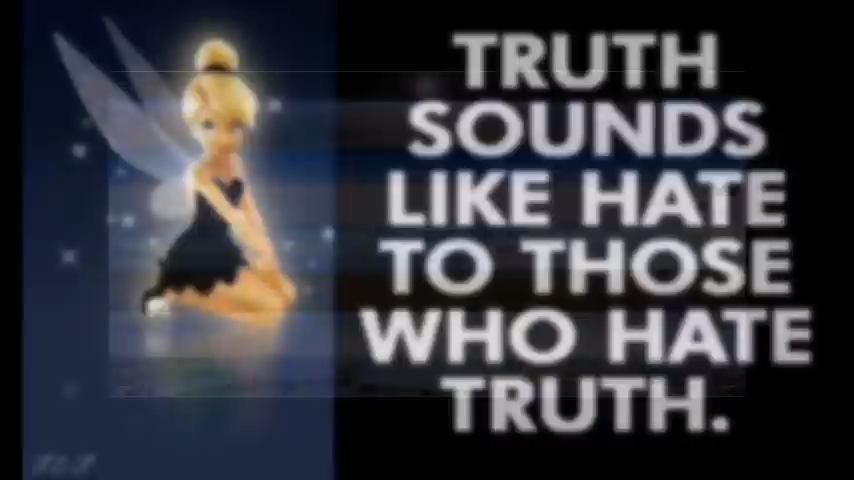 TRUTH
SOUNDS
LIKE HATE
TO THOSE
WHO HATE
TRUTH.